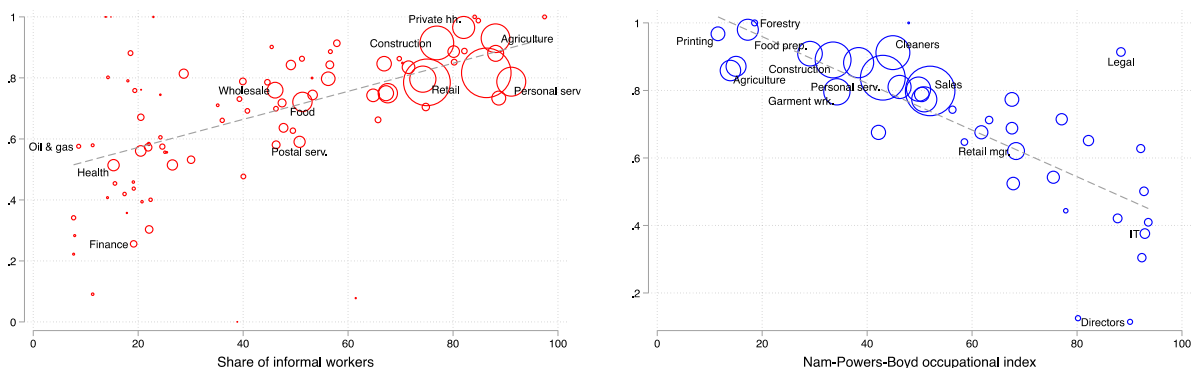 1
.8
.6
.4
.2
0
0
20
40
60
80
100
Share of informal workers
Private hh.
Construction
Agriculture
Wholesale
Retail
Personal serv
Food
Postal serv.
Oil & gas
Health
Finance
1
.8
.6
.4
.2
0
20
40
60
80
100
Nam-Powers-Boyd occupational index
Forestry
Printing
Food prep.
Cleaners
Legal
Construction
Agriculture
Personal serv.
Sales
Garment wrk.
Retail mgr.
IT
Directors